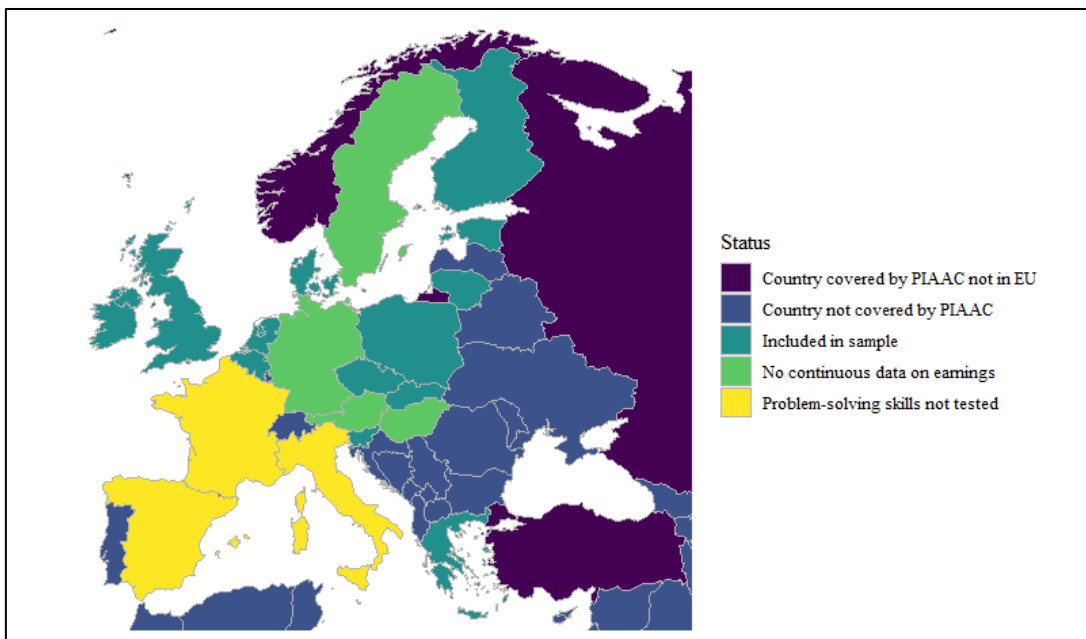 Status
Country covered by PIAAC not in EU
Country not covered by PIAAC
Included in sample
No continuous data on earnings
Problem-solving skills not tested